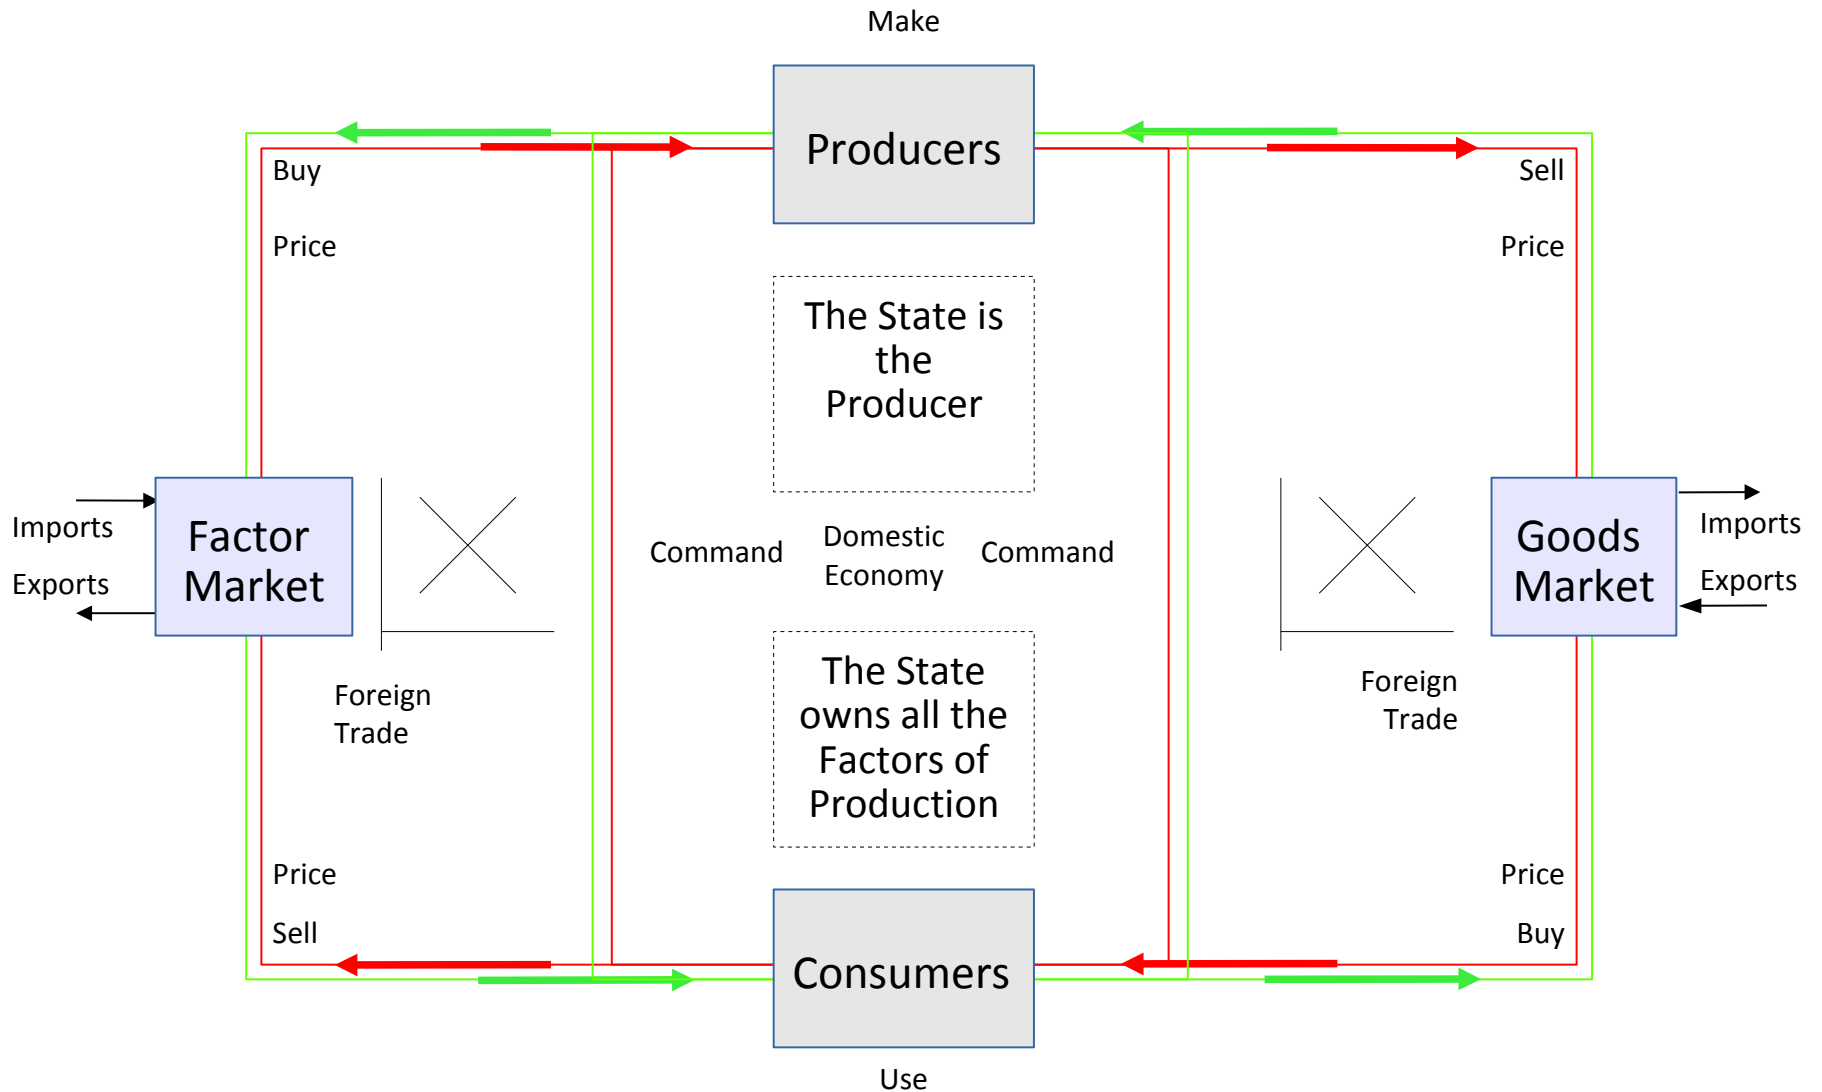 Make
Producers
Buy
Sell
Price
Price
The State is
the
Producer
Imports
Exports
Factor
Market
Command
Domestic
Economy
Command
Goods
Market
Imports
Exports
Foreign
Trade
The State
owns all the
Factors of
Production
Foreign
Trade
Price
Price
Sell
Buy
Consumers
Use